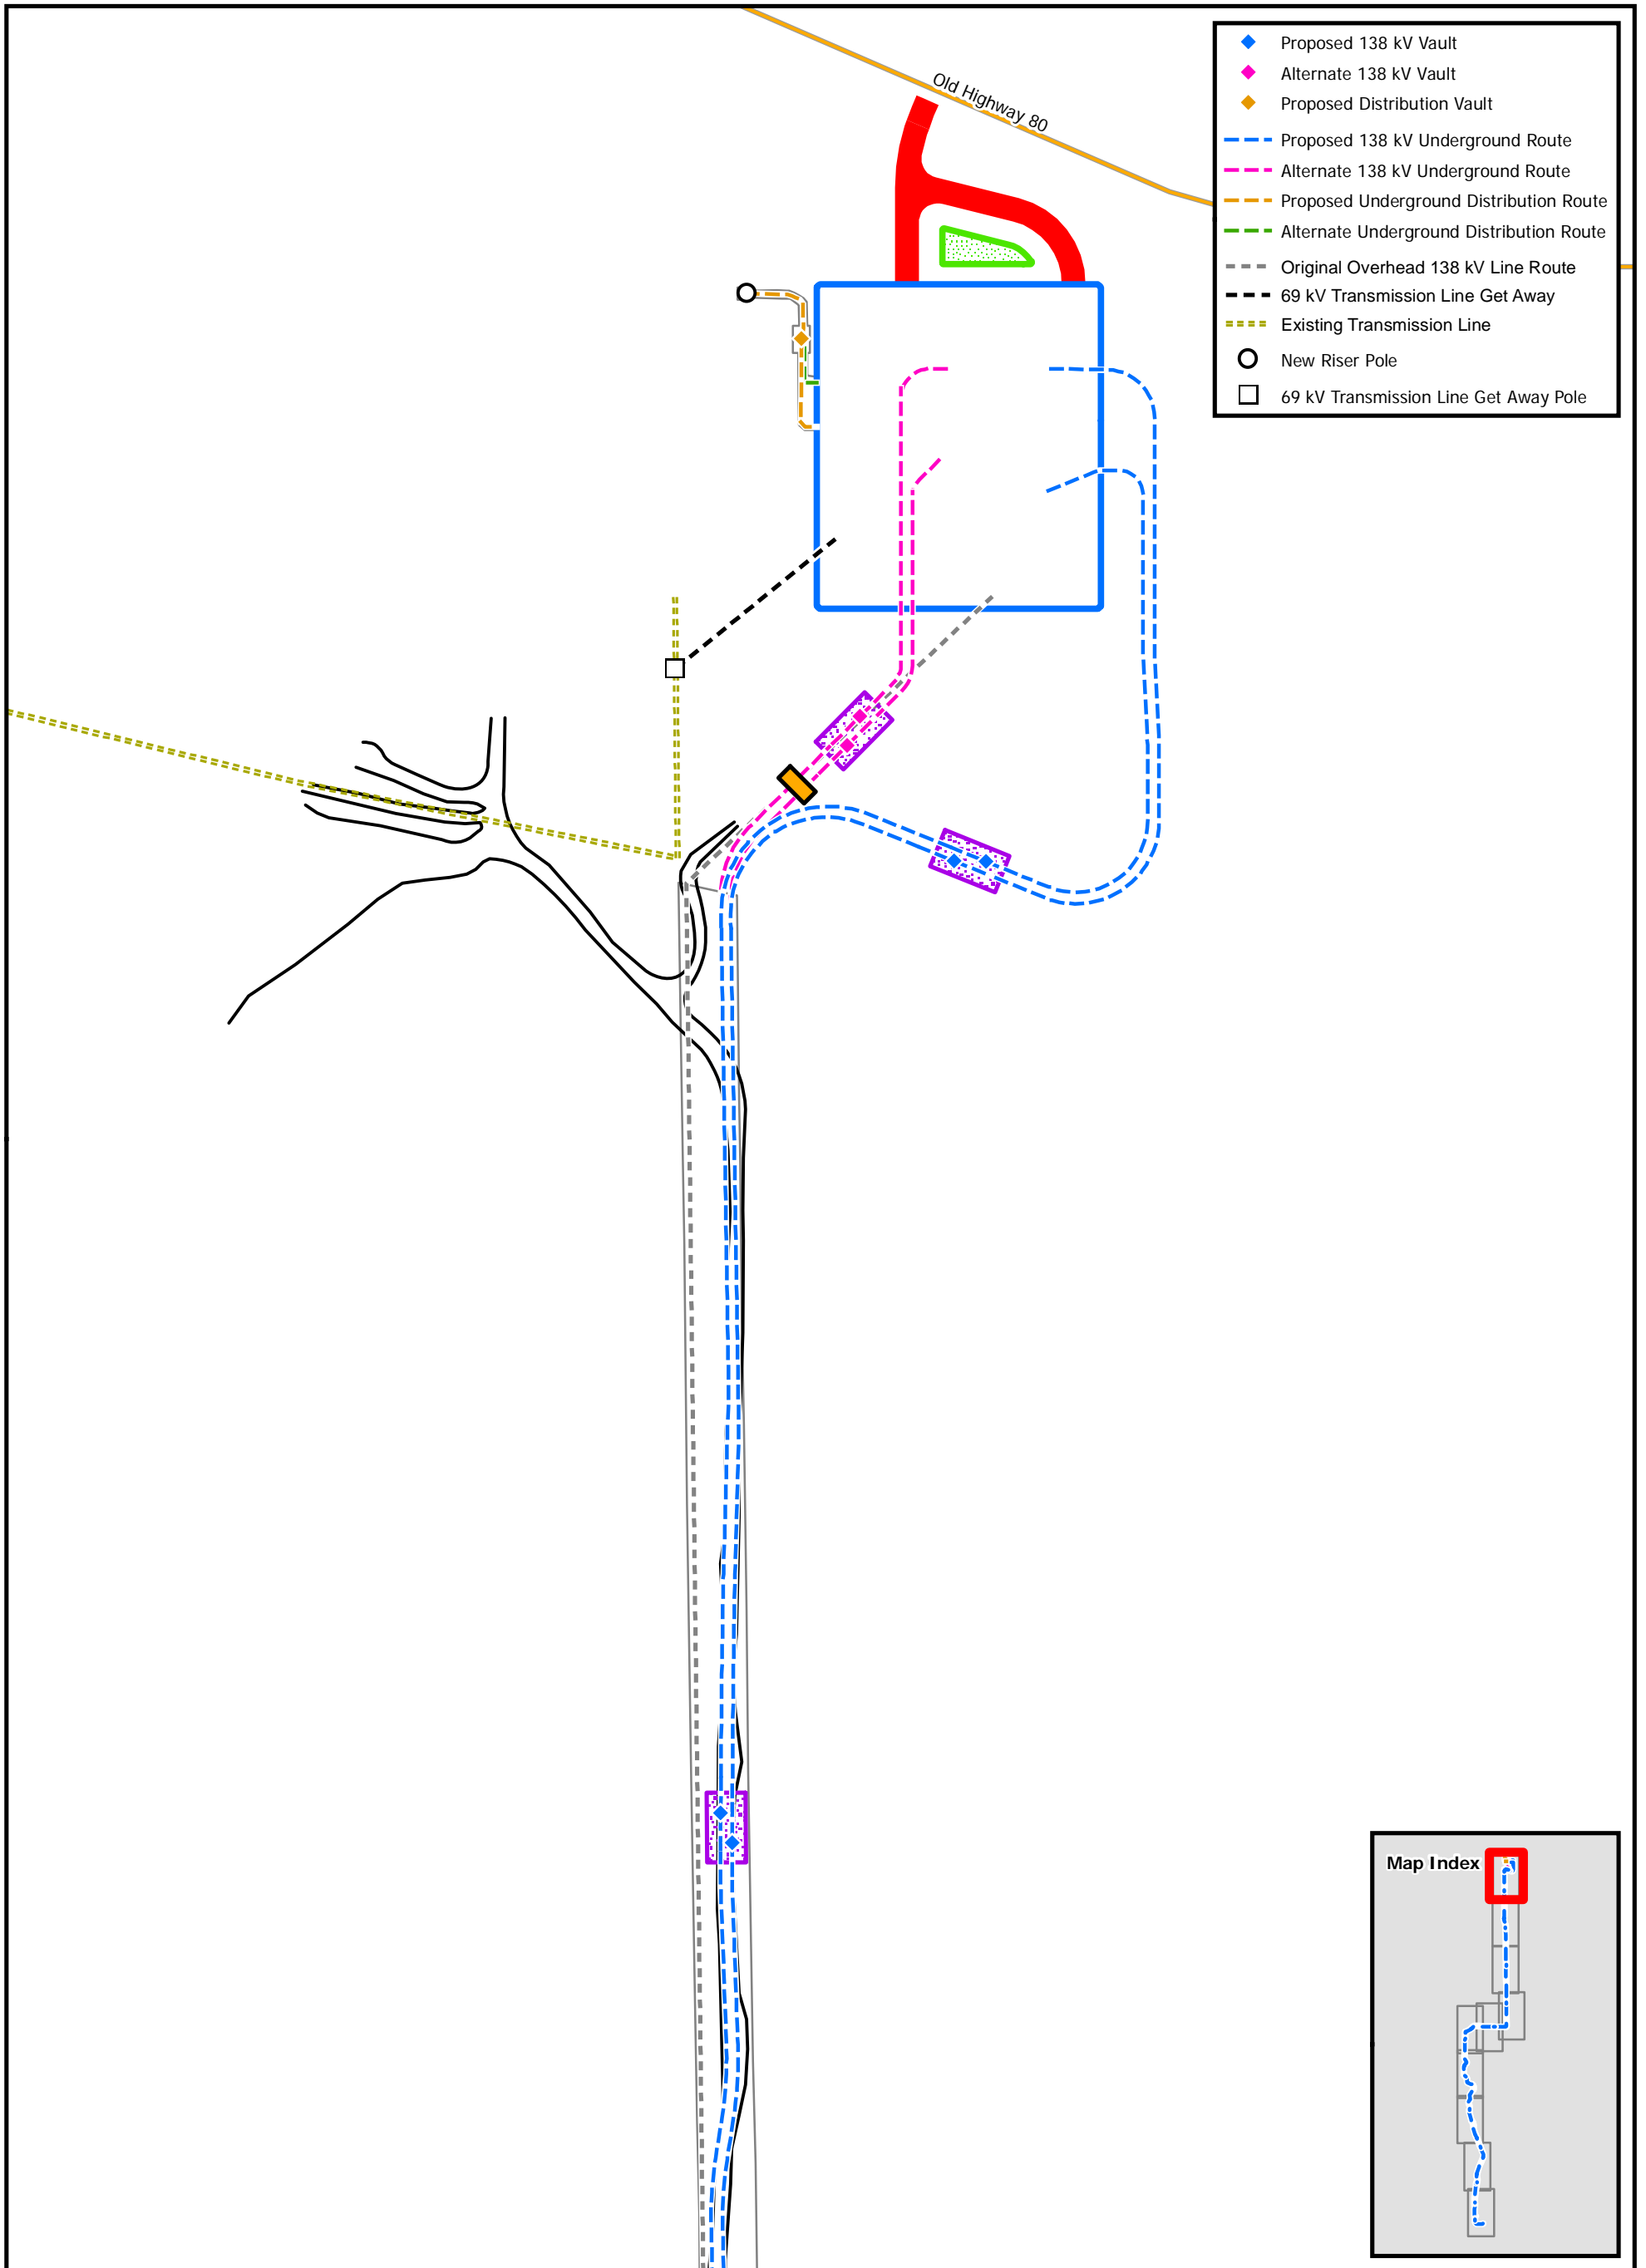 Old Highway 80
Proposed 138 kV Vault
Alternate 138 kV Vault
Proposed Distribution Vault
Proposed 138 kV Underground Route
Alternate 138 kV Underground Route
Proposed Underground Distribution Route
Alternate Underground Distribution Route
Original Overhead 138 kV Line Route
69 kV Transmission Line Get Away
Existing Transmission Line
New Riser Pole
69 kV Transmission Line Get Away Pole
Map Index